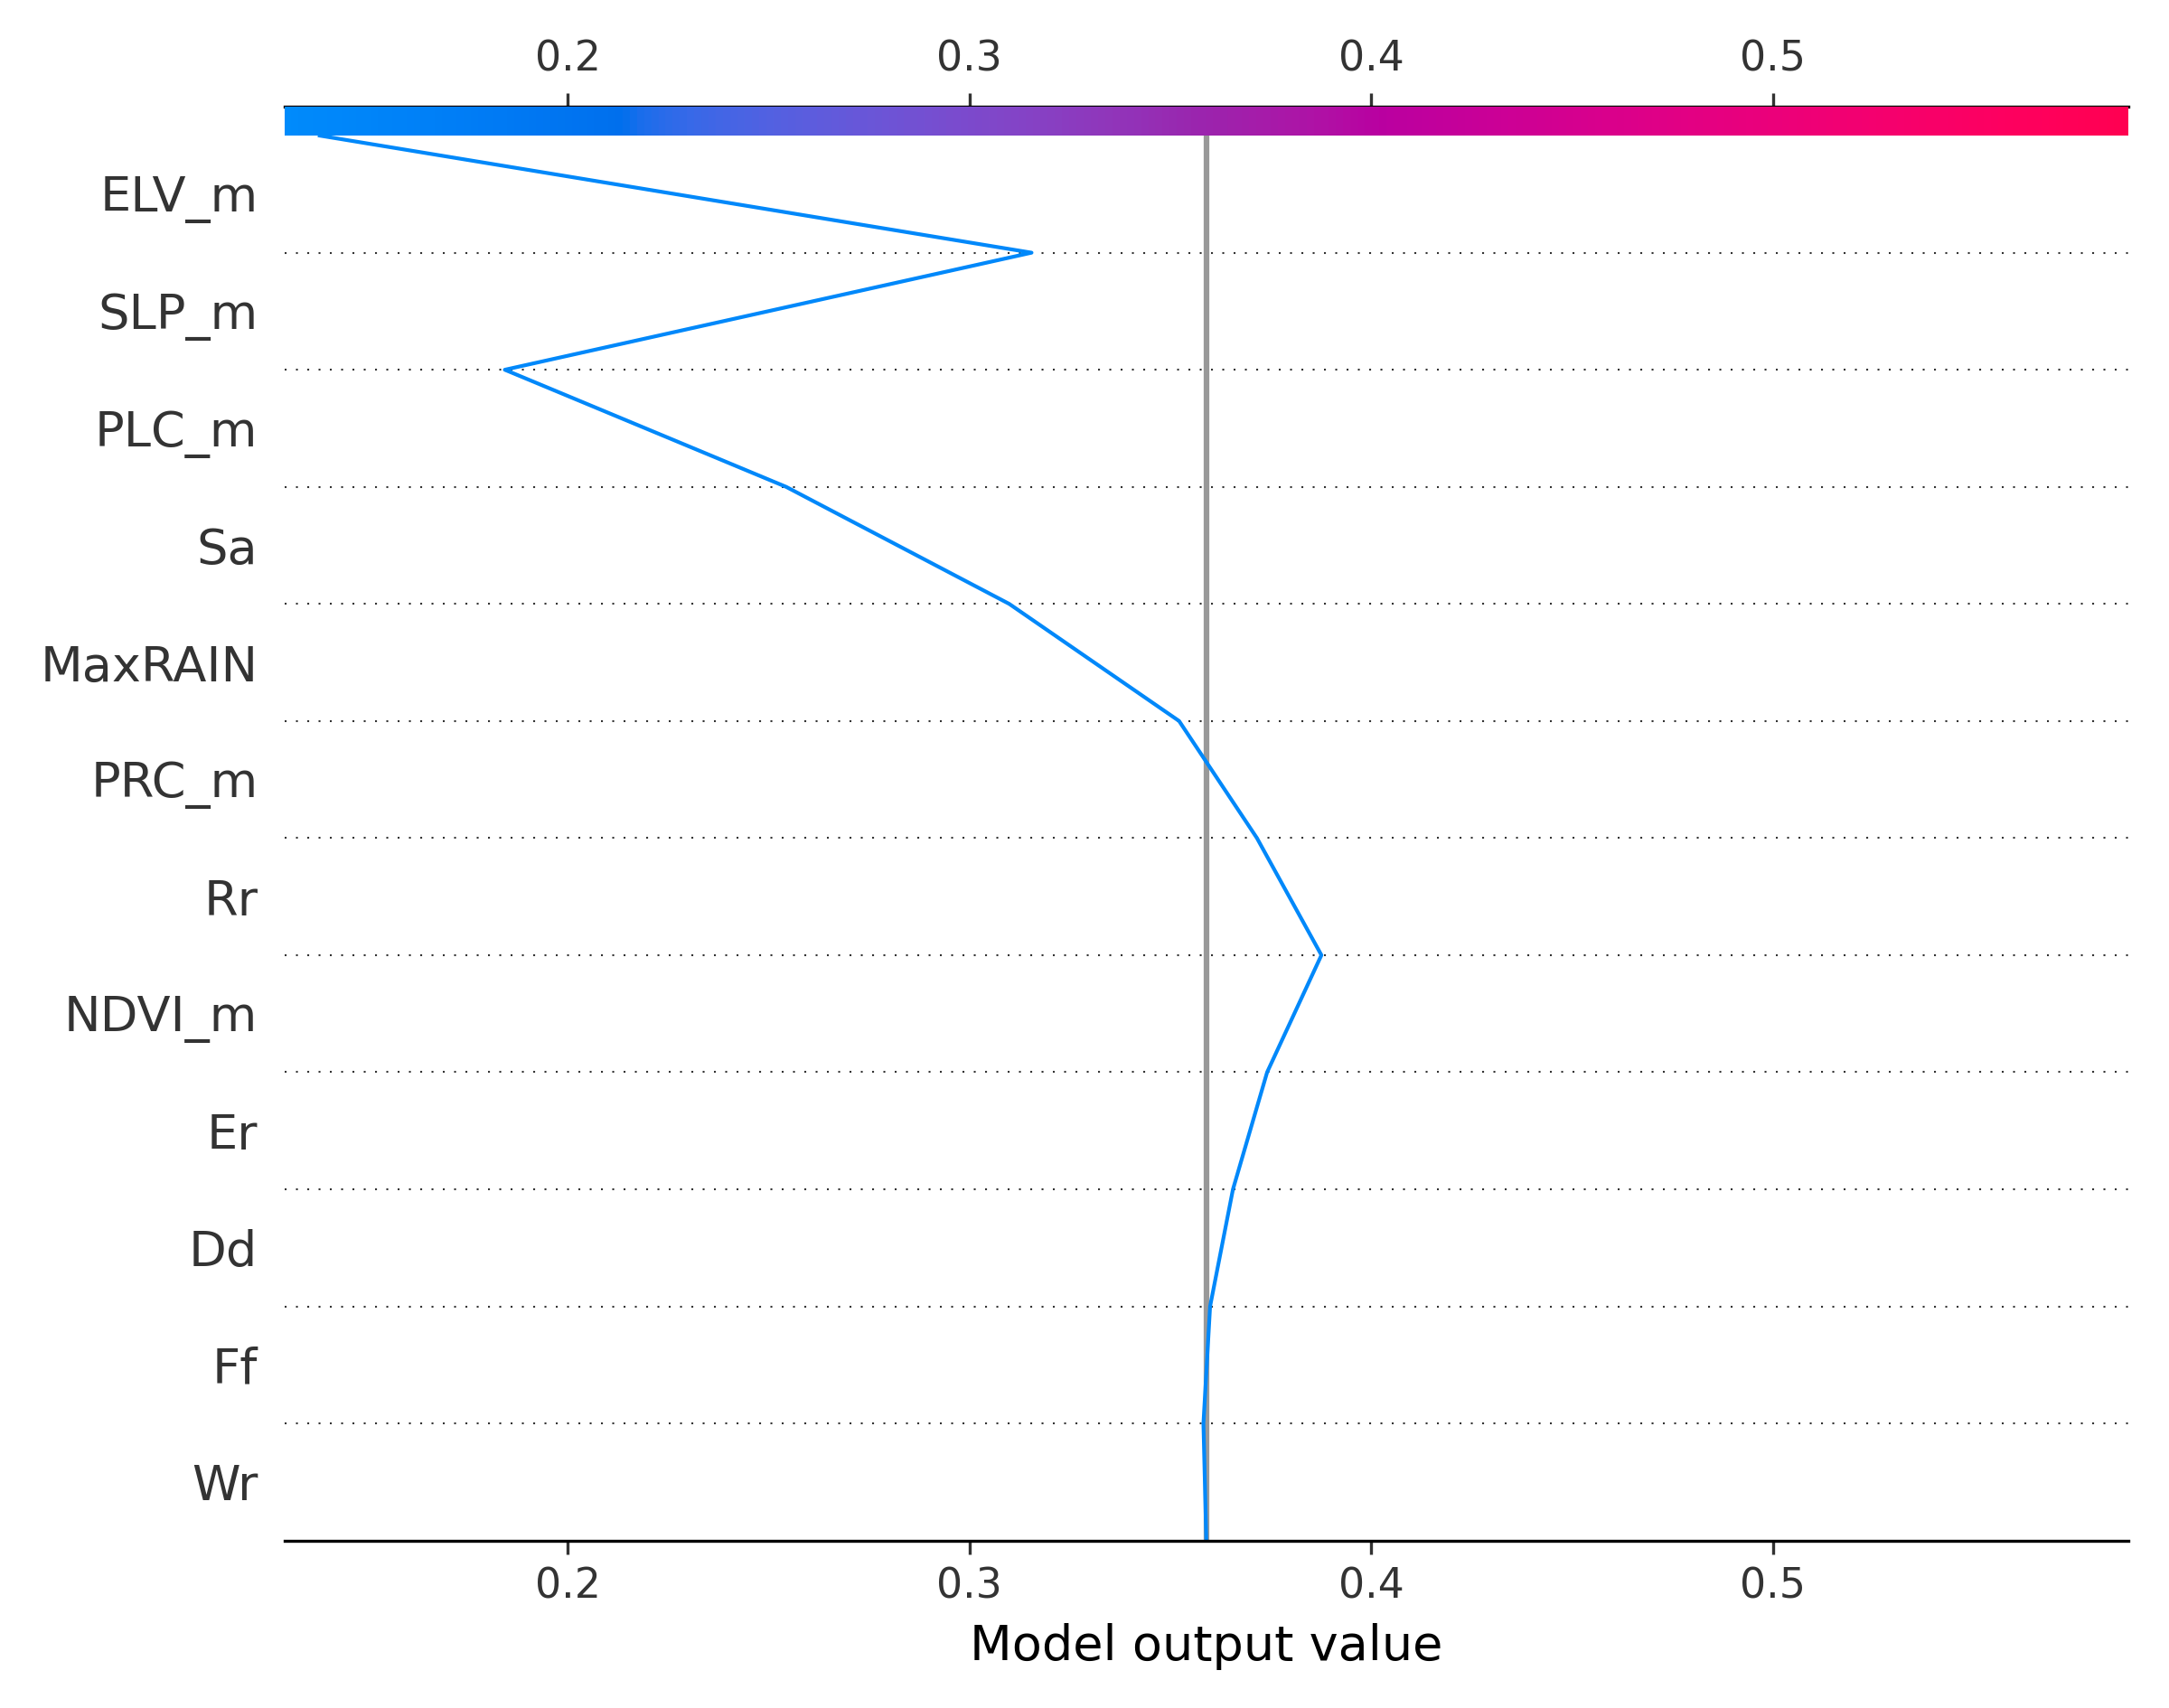 0.2 0.3 0.4 0.5
ELV_m
SLP_m
PLC_m
Sa
MaxRAIN
PRC_m
Rr
NDVI_m
Er
Dd
Ff
Wr
0.2 0.3 0.4 0.5
Model output value